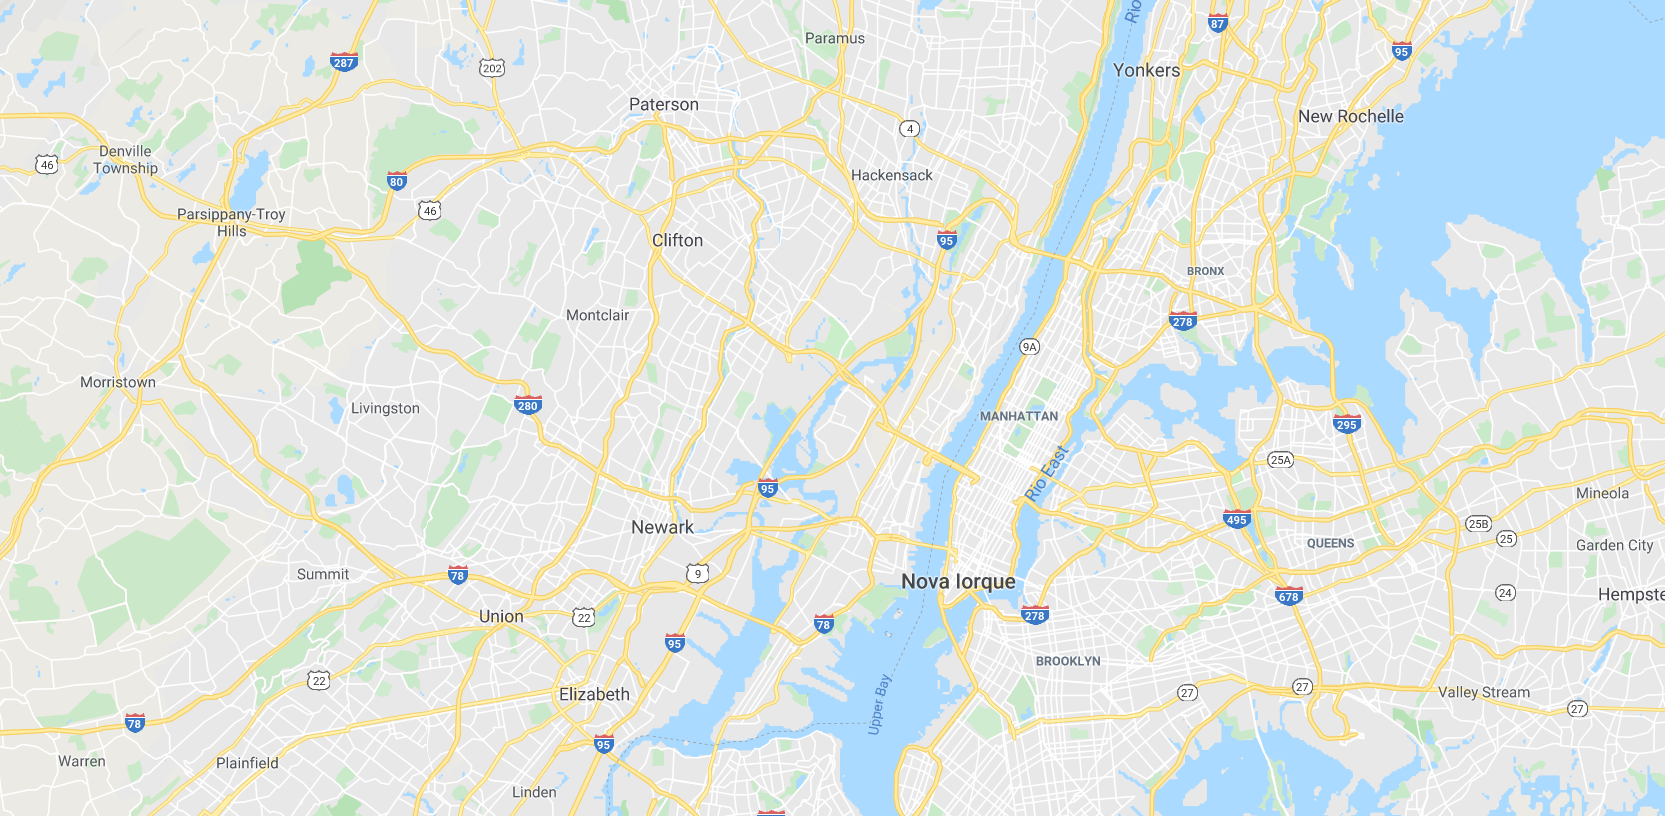 Rio
87
95
Paramus
287
202
Yonkers
Paterson
New Rochelle
4
46
Denville
Township
80
Hackensack
46
Parsippany-Troy
Hills
Clifton
95
BRONX
Montclair
278
9A
Morristown
Livingston
280
MANHATTAN
295
25A
Rio East
95
Mineola
Newark
495
25B
25
QUEENS
Garden City
Summit
78
9
Nova Iorque
24
678
Hempste
Union
22
278
78
95
BROOKLYN
22
Elizabeth
27
27
Valley Stream
27
Upper Bay
78
95
Warren
Plainfield
Linden